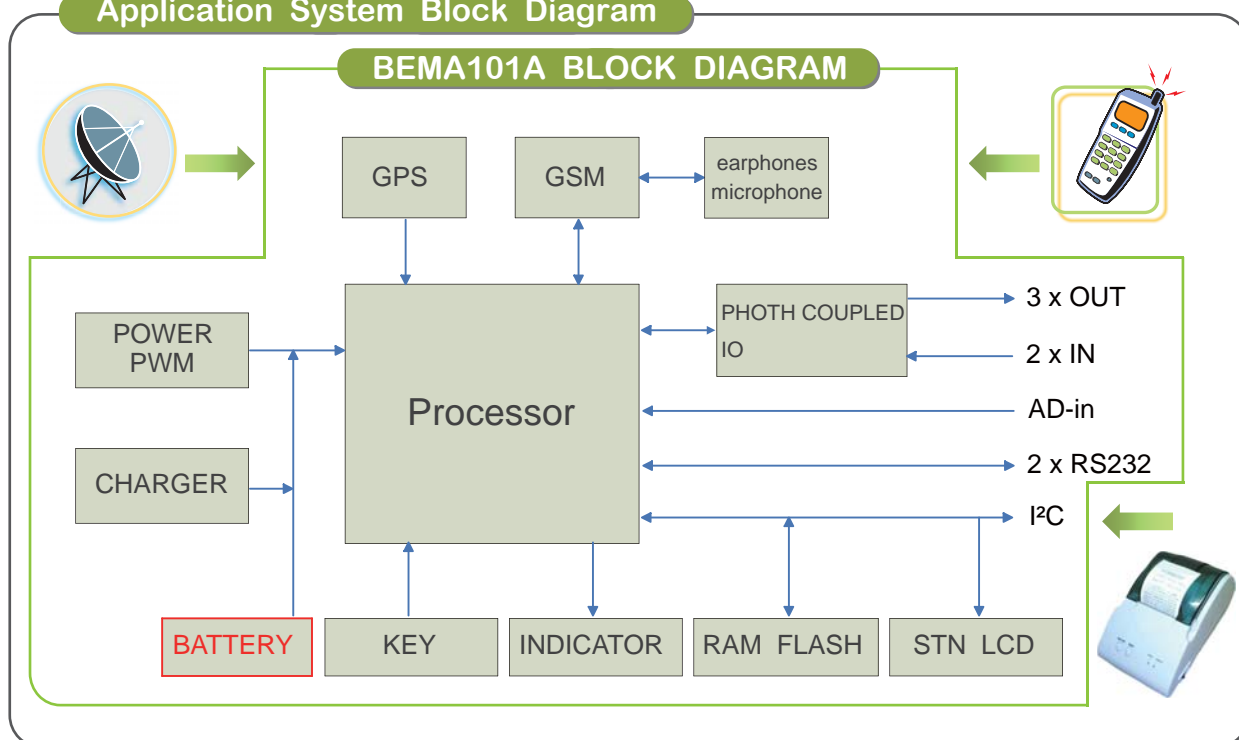 Application System Block Diagram
BEMA101A BLOCK DIAGRAM
GPS
GSM
earphones
microphone
POWER
PWM
CHARGER
Processor
PHOTH COUPLED
IO
3 x OUT
2 x IN
AD-in
2 x RS232
I²C
BATTERY
KEY
INDICATOR
RAM FLASH
STN LCD